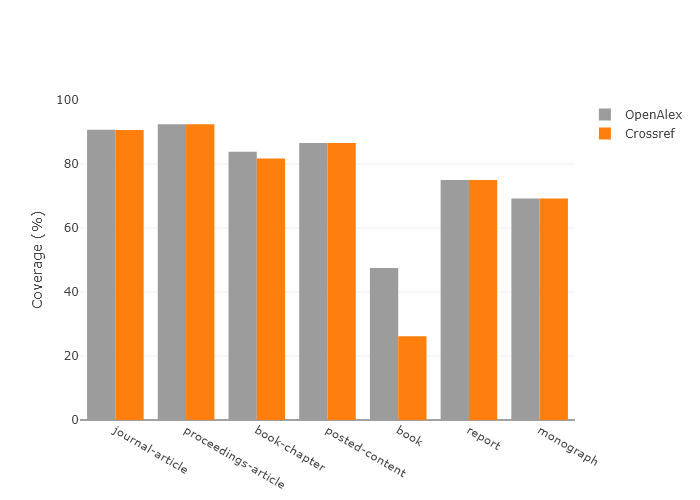 100
80
60
40
20
0
Coverage (%)
journal-article
proceedings-article
book-chapter
posted-content
book
report
monograph
OpenAlex
Crossref